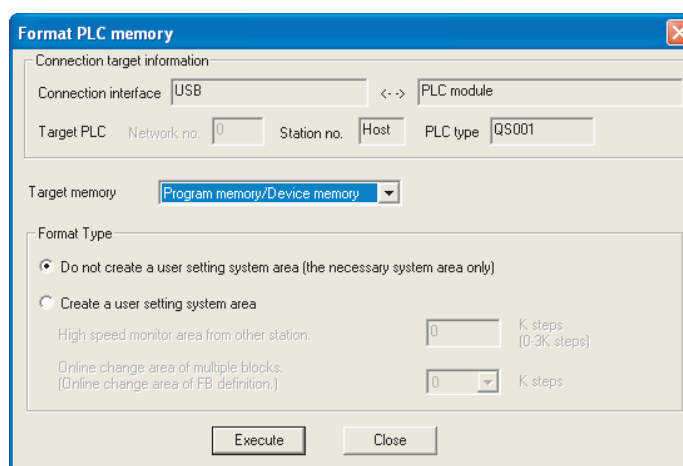 Format PLC memory
Connection target information
Connection interface USB <--> PLC module
Target PLC Network no. 0 Station no. Host PLC type QS001
Target memory Program memory/Device memory
Format Type
Do not create a user setting system area (the necessary system area only)
Create a user setting system area
High speed monitor area from other station. 0 K steps
(0-3K steps)
Online change area of multiple blocks.
(Online change area of FB definition.) 0 K steps
Execute Close